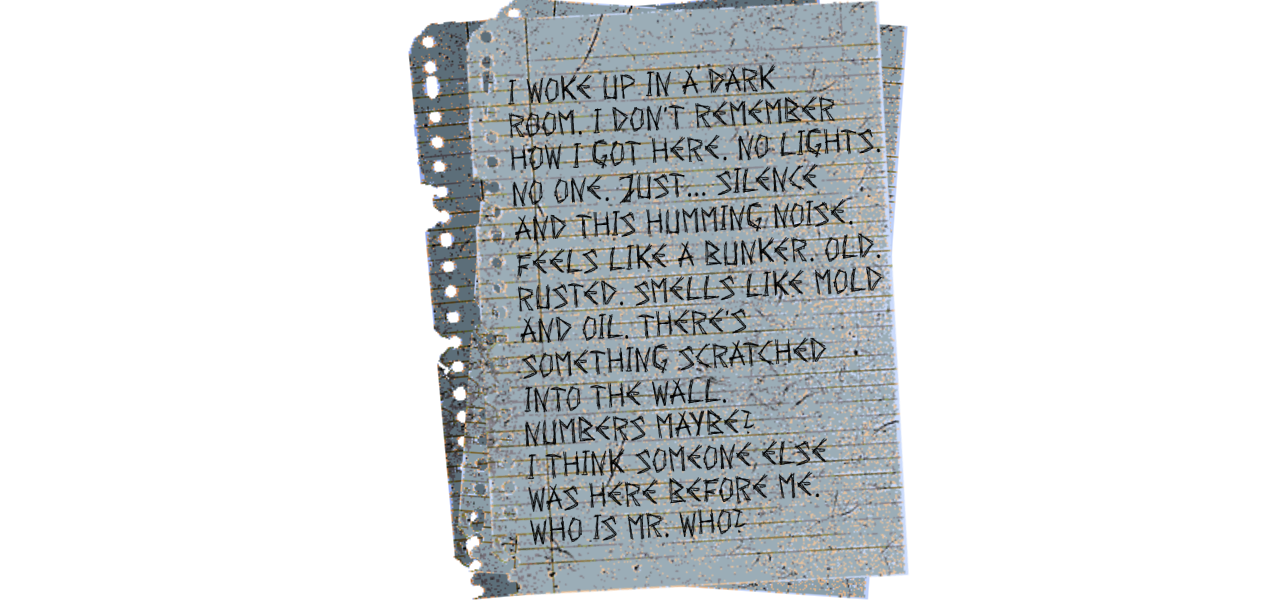 I WOKE UP IN A DARK
ROOM. I DON'T REMEMBER
HOW I GOT HERE. NO LIGHTS.
NO ONE. JUST... SILENCE
AND THIS HUMMING NOISE.
FEELS LIKE A BUNKER. OLD.
RUSTED. SMELLS LIKE MOLD
AND OIL. THERE'S
SOMETHING SCRATCHED
INTO THE WALL.
NUMBERS MAYBE?
I THINK SOMEONE ELSE
WAS HERE BEFORE ME.
WHO IS MR. WHO?